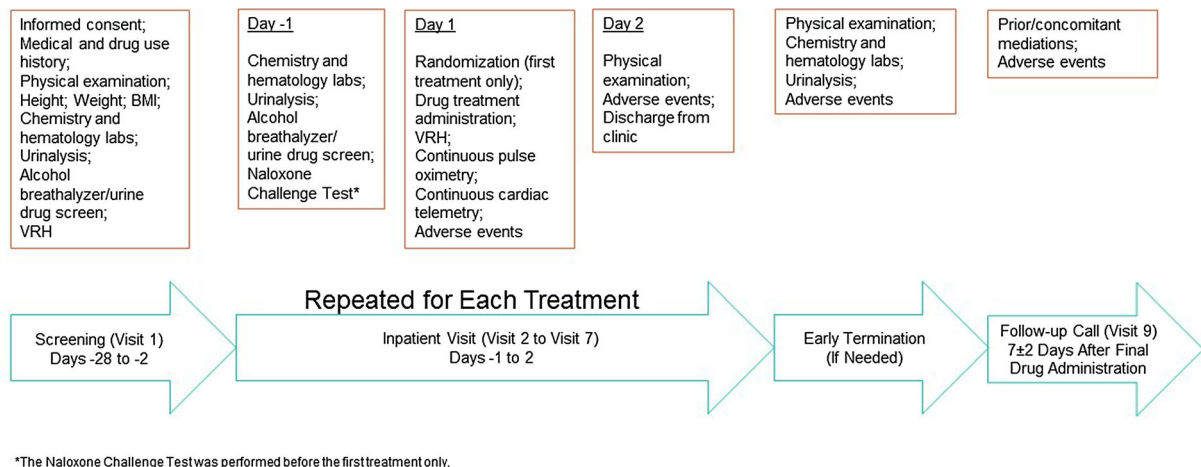 Informed consent;
Medical and drug use
history;
Physical examination;
Height; Weight; BMI;
Chemistry and
hematology labs;
Urinalysis;
Alcohol
breathalyzer/urine
drug screen;
VRH
Day -1
Chemistry and
hematology labs;
Urinalysis;
Alcohol
breathalyzer/
urine drug screen;
Naloxone
Challenge Test*
Day 1
Randomization (first
treatment only);
Drug treatment
administration;
VRH;
Continuous pulse
oximetry;
Continuous cardiac
telemetry;
Adverse events
Day 2
Physical
examination;
Adverse events;
Discharge from
clinic
Physical examination;
Chemistry and
hematology labs;
Urinalysis;
Adverse events
Prior/concomitant
mediations;
Adverse events
Repeated for Each Treatment
Screening (Visit 1)
Days -28 to -2
Inpatient Visit (Visit 2 to Visit 7)
Days -1 to 2
Early Termination
(If Needed)
Follow-up Call (Visit 9)
7±2 Days After Final
Drug Administration
*The Naloxone Challenge Test was performed before the first treatment only.